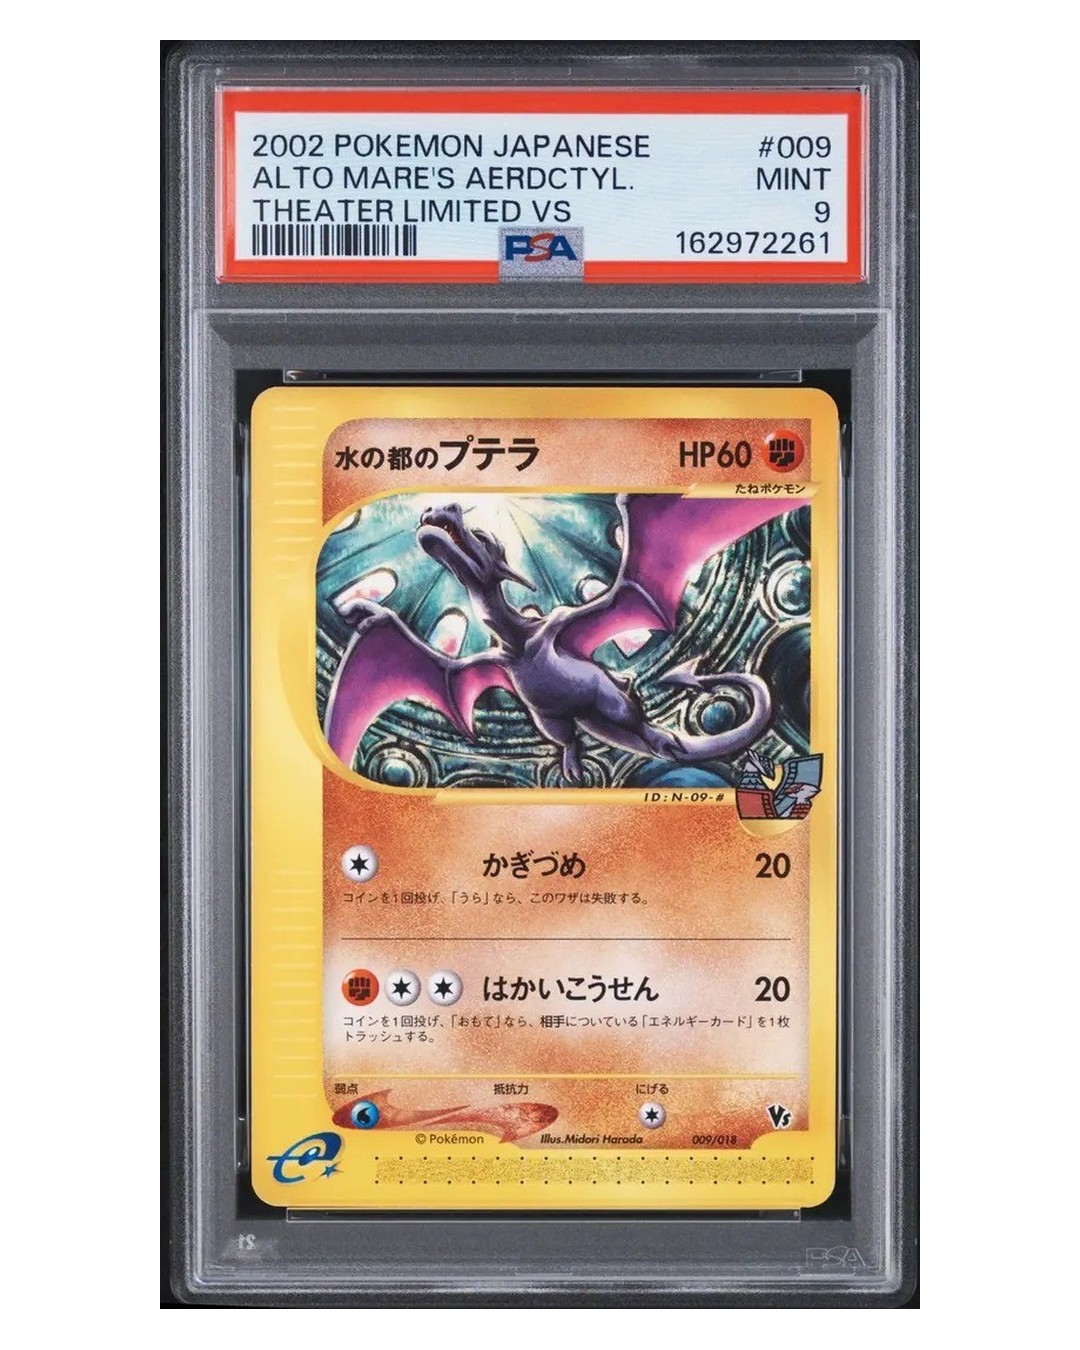 2002 POKEMON JAPANESE #009
ALTO MARE'S AERDCTYL. MINT
THEATER LIMITED VS 9
PSA 162972261
水の都のプテラ HP60
たねポケモン
ID:N-09-#
かぎづめ 20
コインを1回投げ、「うら」なら、このワザは失敗する。
はかいこうせん 20
コインを1回投げ、「おもて」なら、相手についている「エネルギーカード」を1枚
トラッシュする。
弱点 抵抗力 にげる
Vs
©Pokémon Illus.Midori Harada 009/018
e
21 PSA